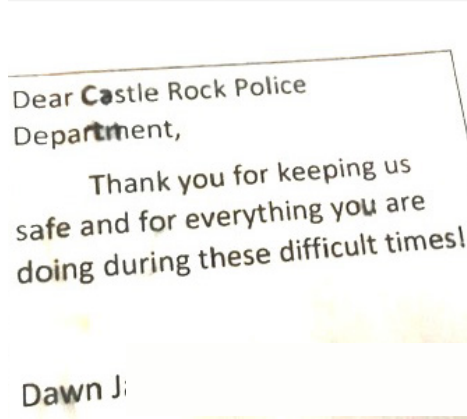 Dear Castle Rock Police
Department,
Thank you for keeping us
safe and for everything you are
doing during these difficult times!
Dawn